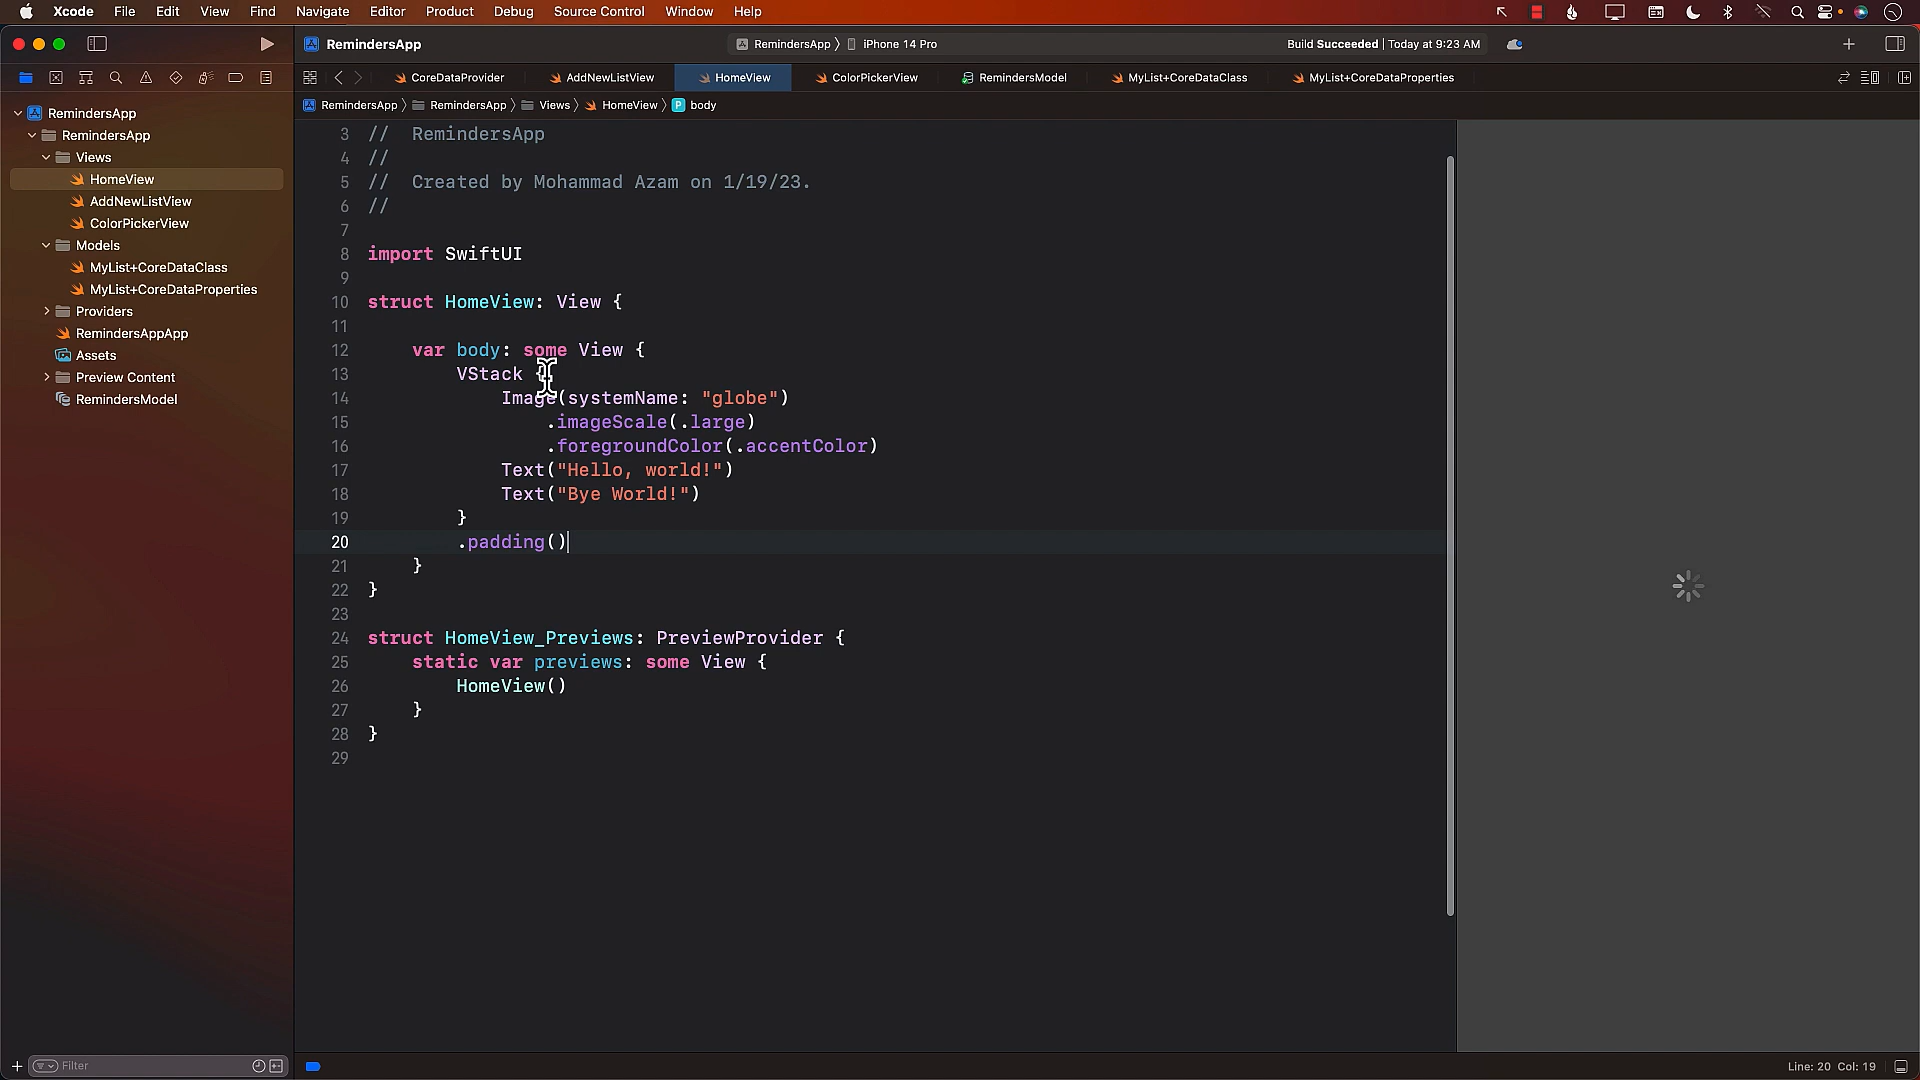 Xcode File Edit View Find Navigate Editor Product Debug Source Control Window Help
RemindersApp
RemindersApp 〉 iPhone 14 Pro
Build Succeeded | Today at 9:23 AM
CoreDataProvider AddNewListView HomeView ColorPickerView RemindersModel MyList+CoreDataClass MyList+CoreDataProperties
RemindersApp 〉 RemindersApp 〉 Views 〉 HomeView 〉 P body
RemindersApp
RemindersApp
Views
HomeView
AddNewListView
ColorPickerView
Models
MyList+CoreDataClass
MyList+CoreDataProperties
Providers
RemindersAppApp
Assets
Preview Content
RemindersModel
Filter
3 //  RemindersApp
4 //
5 //  Created by Mohammad Azam on 1/19/23.
6 //
7
8 import SwiftUI
9
10 struct HomeView: View {
11
12     var body: some View {
13         VStack {
14             Image(systemName: "globe")
15                 .imageScale(.large)
16                 .foregroundColor(.accentColor)
17             Text("Hello, world!")
18             Text("Bye World!")
19         }
20         .padding()
21     }
22 }
23
24 struct HomeView_Previews: PreviewProvider {
25     static var previews: some View {
26         HomeView()
27     }
28 }
29
Line: 20 Col: 19